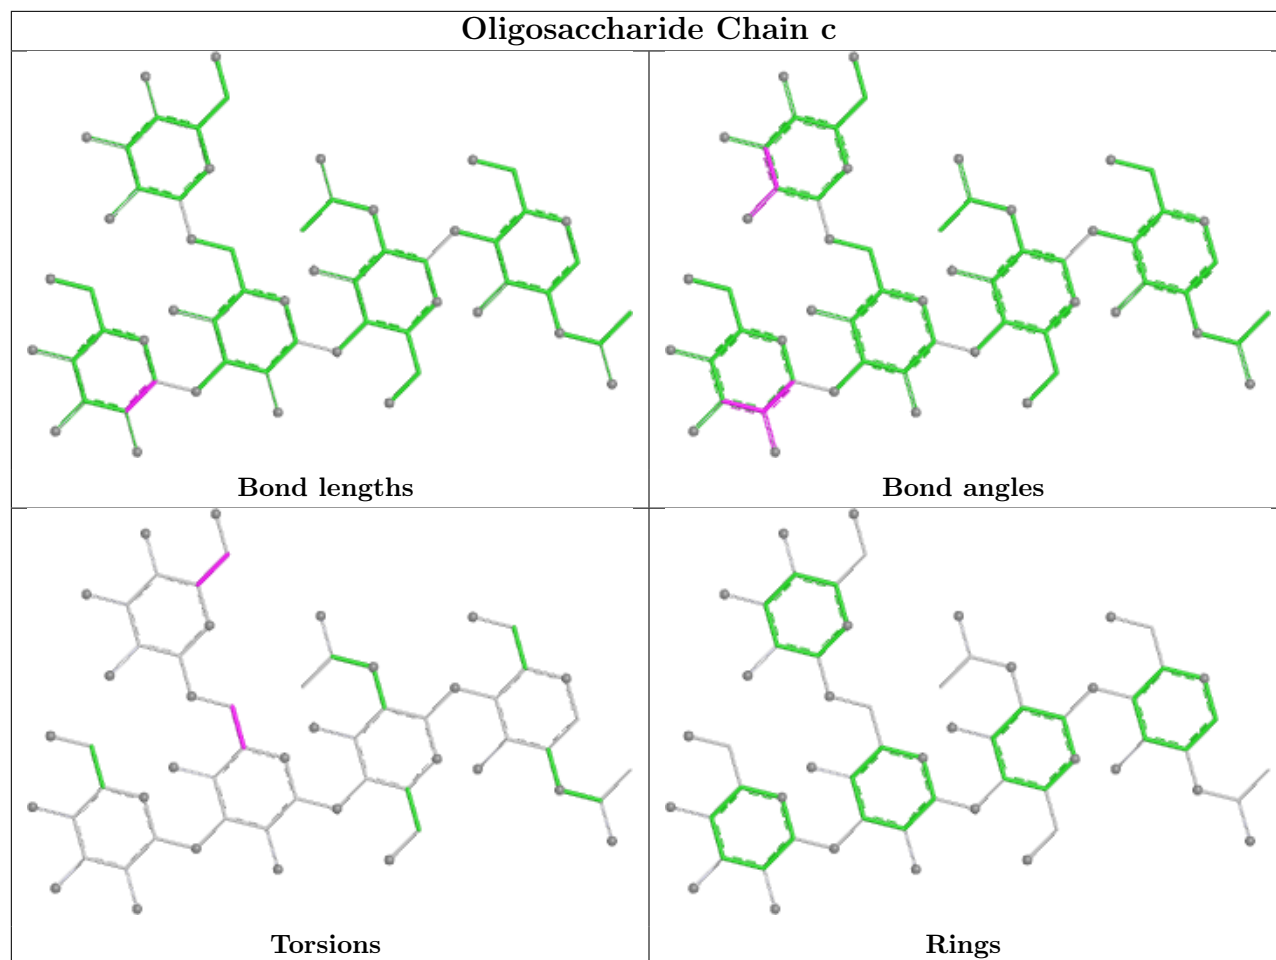 Oligosaccharide Chain c
Bond lengths
Bond angles
Torsions
Rings